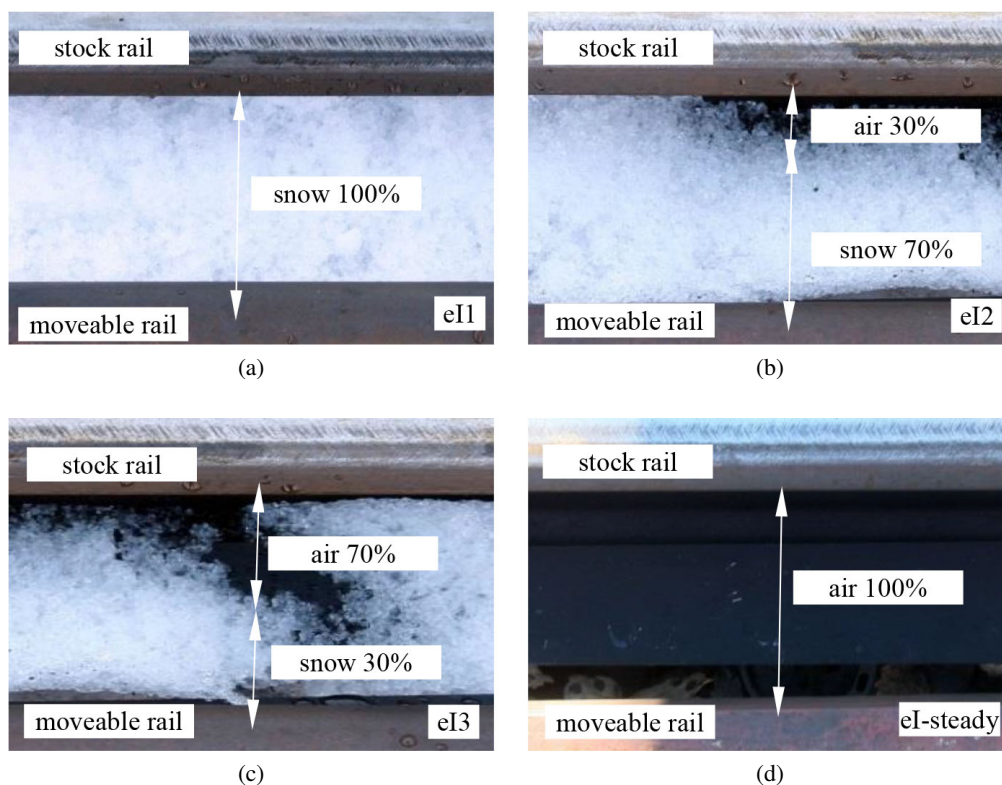 stock rail
snow 100%
moveable rail
eI1
(a)
stock rail
air 30%
snow 70%
moveable rail
eI2
(b)
stock rail
air 70%
snow 30%
moveable rail
eI3
(c)
stock rail
air 100%
moveable rail
eI-steady
(d)